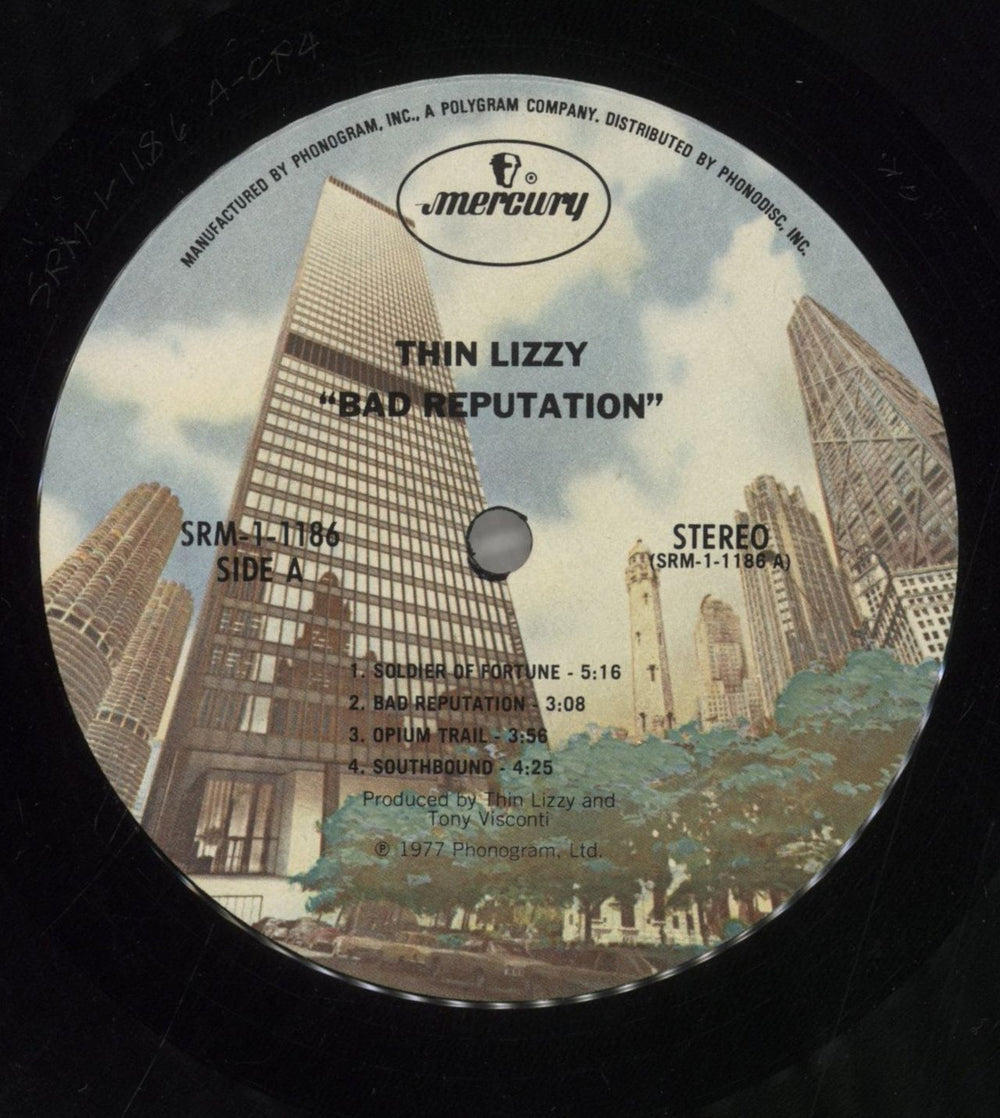 MANUFACTURED BY PHONOGRAM, INC., A POLYGRAM COMPANY. DISTRIBUTED BY PHONODISC, INC.
mercury ®
THIN LIZZY
“BAD REPUTATION”
SRM-1-1186
SIDE A
STEREO
(SRM-1-1186 A)
1. SOLDIER OF FORTUNE - 5:16
2. BAD REPUTATION - 3:08
3. OPIUM TRAIL - 3:56
4. SOUTHBOUND - 4:25
Produced by Thin Lizzy and
Tony Visconti
℗ 1977 Phonogram, Ltd.
SRM-1-1186 A-CP4